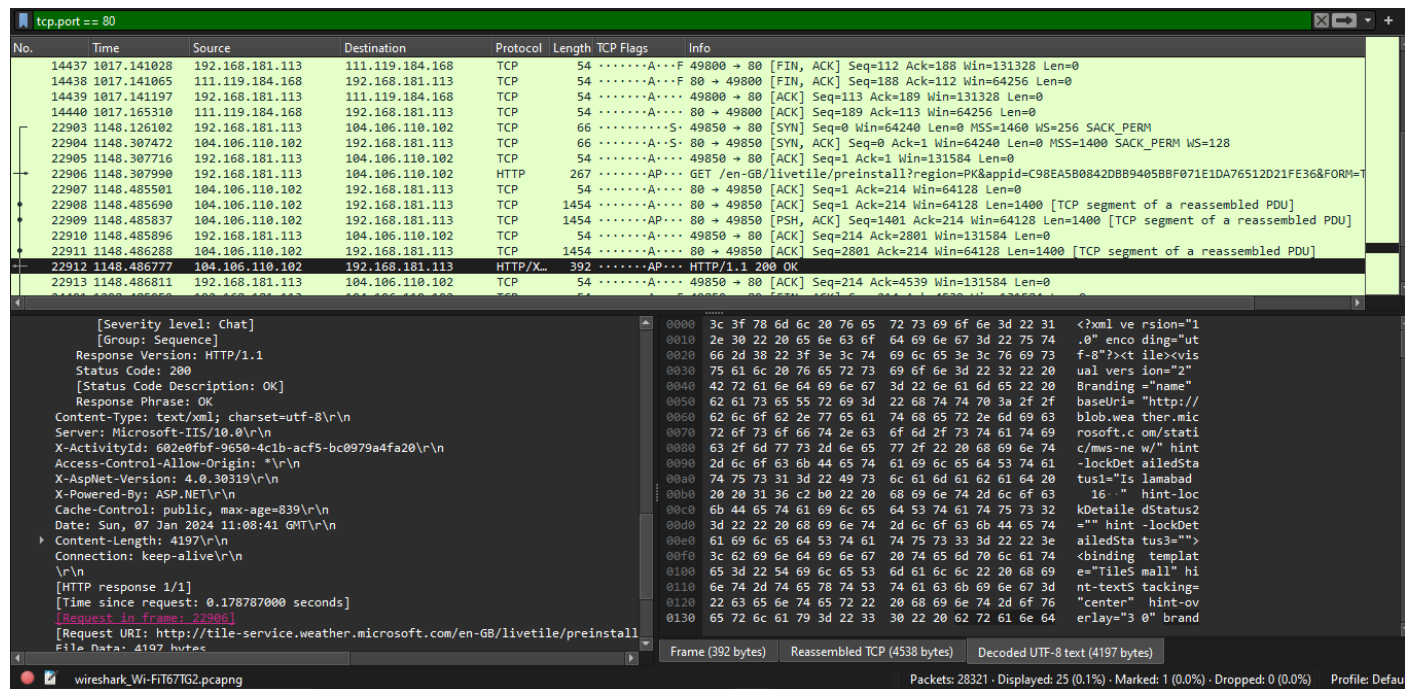 tcp.port == 80
No. Time Source Destination Protocol Length TCP Flags Info
14437 1017.141028 192.168.181.113 111.119.184.168 TCP 54 ·······A···F 49800 → 80 [FIN, ACK] Seq=112 Ack=188 Win=131328 Len=0
14438 1017.141065 111.119.184.168 192.168.181.113 TCP 54 ·······A···F 80 → 49800 [FIN, ACK] Seq=188 Ack=112 Win=64256 Len=0
14439 1017.141197 192.168.181.113 111.119.184.168 TCP 54 ·······A···· 49800 → 80 [ACK] Seq=113 Ack=189 Win=131328 Len=0
14440 1017.165310 111.119.184.168 192.168.181.113 TCP 54 ·······A···· 80 → 49800 [ACK] Seq=189 Ack=113 Win=64256 Len=0
22903 1148.126102 192.168.181.113 104.106.110.102 TCP 66 ··········S· 49850 → 80 [SYN] Seq=0 Win=64240 Len=0 MSS=1460 WS=256 SACK_PERM
22904 1148.307472 104.106.110.102 192.168.181.113 TCP 66 ·······A··S· 80 → 49850 [SYN, ACK] Seq=0 Ack=1 Win=64240 Len=0 MSS=1400 SACK_PERM WS=128
22905 1148.307716 192.168.181.113 104.106.110.102 TCP 54 ·······A···· 49850 → 80 [ACK] Seq=1 Ack=1 Win=131584 Len=0
22906 1148.307990 192.168.181.113 104.106.110.102 HTTP 267 ·······AP··· GET /en-GB/livetile/preinstall?region=PK&appid=C98EA5B0842DBB9405BBF071E1DA76512D21FE36&FORM=T
22907 1148.485501 104.106.110.102 192.168.181.113 TCP 54 ·······A···· 80 → 49850 [ACK] Seq=1 Ack=214 Win=64128 Len=0
22908 1148.485690 104.106.110.102 192.168.181.113 TCP 1454 ·······A···· 80 → 49850 [ACK] Seq=1 Ack=214 Win=64128 Len=1400 [TCP segment of a reassembled PDU]
22909 1148.485837 104.106.110.102 192.168.181.113 TCP 1454 ·······AP··· 80 → 49850 [PSH, ACK] Seq=1401 Ack=214 Win=64128 Len=1400 [TCP segment of a reassembled PDU]
22910 1148.485896 192.168.181.113 104.106.110.102 TCP 54 ·······A···· 49850 → 80 [ACK] Seq=214 Ack=2801 Win=131584 Len=0
22911 1148.486288 104.106.110.102 192.168.181.113 TCP 1454 ·······A···· 80 → 49850 [ACK] Seq=2801 Ack=214 Win=64128 Len=1400 [TCP segment of a reassembled PDU]
22912 1148.486777 104.106.110.102 192.168.181.113 HTTP/X… 392 ·······AP··· HTTP/1.1 200 OK
22913 1148.486811 192.168.181.113 104.106.110.102 TCP 54 ·······A···· 49850 → 80 [ACK] Seq=214 Ack=4539 Win=131584 Len=0
[Severity level: Chat]
[Group: Sequence]
Response Version: HTTP/1.1
Status Code: 200
[Status Code Description: OK]
Response Phrase: OK
Content-Type: text/xml; charset=utf-8\r\n
Server: Microsoft-IIS/10.0\r\n
X-ActivityId: 602e0fbf-9650-4c1b-acf5-bc0979a4fa20\r\n
Access-Control-Allow-Origin: *\r\n
X-AspNet-Version: 4.0.30319\r\n
X-Powered-By: ASP.NET\r\n
Cache-Control: public, max-age=839\r\n
Date: Sun, 07 Jan 2024 11:08:41 GMT\r\n
Content-Length: 4197\r\n
Connection: keep-alive\r\n
\r\n
[HTTP response 1/1]
[Time since request: 0.178787000 seconds]
[Request in frame: 22906]
[Request URI: http://tile-service.weather.microsoft.com/en-GB/livetile/preinstall
File Data: 4197 bytes
0000 3c 3f 78 6d 6c 20 76 65 72 73 69 6f 6e 3d 22 31 <?xml ve rsion="1
0010 2e 30 22 20 65 6e 63 6f 64 69 6e 67 3d 22 75 74 .0" enco ding="ut
0020 66 2d 38 22 3f 3e 3c 74 69 6c 65 3e 3c 76 69 73 f-8"?><t ile><vis
0030 75 61 6c 20 76 65 72 73 69 6f 6e 3d 22 32 22 20 ual vers ion="2"
0040 42 72 61 6e 64 69 6e 67 3d 22 6e 61 6d 65 22 20 Branding ="name"
0050 62 61 73 65 55 72 69 3d 22 68 74 74 70 3a 2f 2f baseUri= "http://
0060 62 6c 6f 62 2e 77 65 61 74 68 65 72 2e 6d 69 63 blob.wea ther.mic
0070 72 6f 73 6f 66 74 2e 63 6f 6d 2f 73 74 61 74 69 rosoft.c om/stati
0080 63 2f 6d 77 73 2d 6e 65 77 2f 22 20 68 69 6e 74 c/mws-ne w/" hint
0090 2d 6c 6f 63 6b 44 65 74 61 69 6c 65 64 53 74 61 -lockDet ailedSta
00a0 74 75 73 31 3d 22 49 73 6c 61 6d 61 62 61 64 20 tus1="Is lamabad
00b0 20 20 31 36 c2 b0 22 20 68 69 6e 74 2d 6c 6f 63 16··" hint-loc
00c0 6b 44 65 74 61 69 6c 65 64 53 74 61 74 75 73 32 kDetaile dStatus2
00d0 3d 22 22 20 68 69 6e 74 2d 6c 6f 63 6b 44 65 74 ="" hint -lockDet
00e0 61 69 6c 65 64 53 74 61 74 75 73 33 3d 22 22 3e ailedSta tus3="">
00f0 3c 62 69 6e 64 69 6e 67 20 74 65 6d 70 6c 61 74 <binding templat
0100 65 3d 22 54 69 6c 65 53 6d 61 6c 6c 22 20 68 69 e="TileS mall" hi
0110 6e 74 2d 74 65 78 74 53 74 61 63 6b 69 6e 67 3d nt-textS tacking=
0120 22 63 65 6e 74 65 72 22 20 68 69 6e 74 2d 6f 76 "center" hint-ov
0130 65 72 6c 61 79 3d 22 33 30 22 20 62 72 61 6e 64 erlay="3 0" brand
Frame (392 bytes) Reassembled TCP (4538 bytes) Decoded UTF-8 text (4197 bytes)
wireshark_Wi-FiT67TG2.pcapng Packets: 28321 · Displayed: 25 (0.1%) · Marked: 1 (0.0%) · Dropped: 0 (0.0%) Profile: Defau